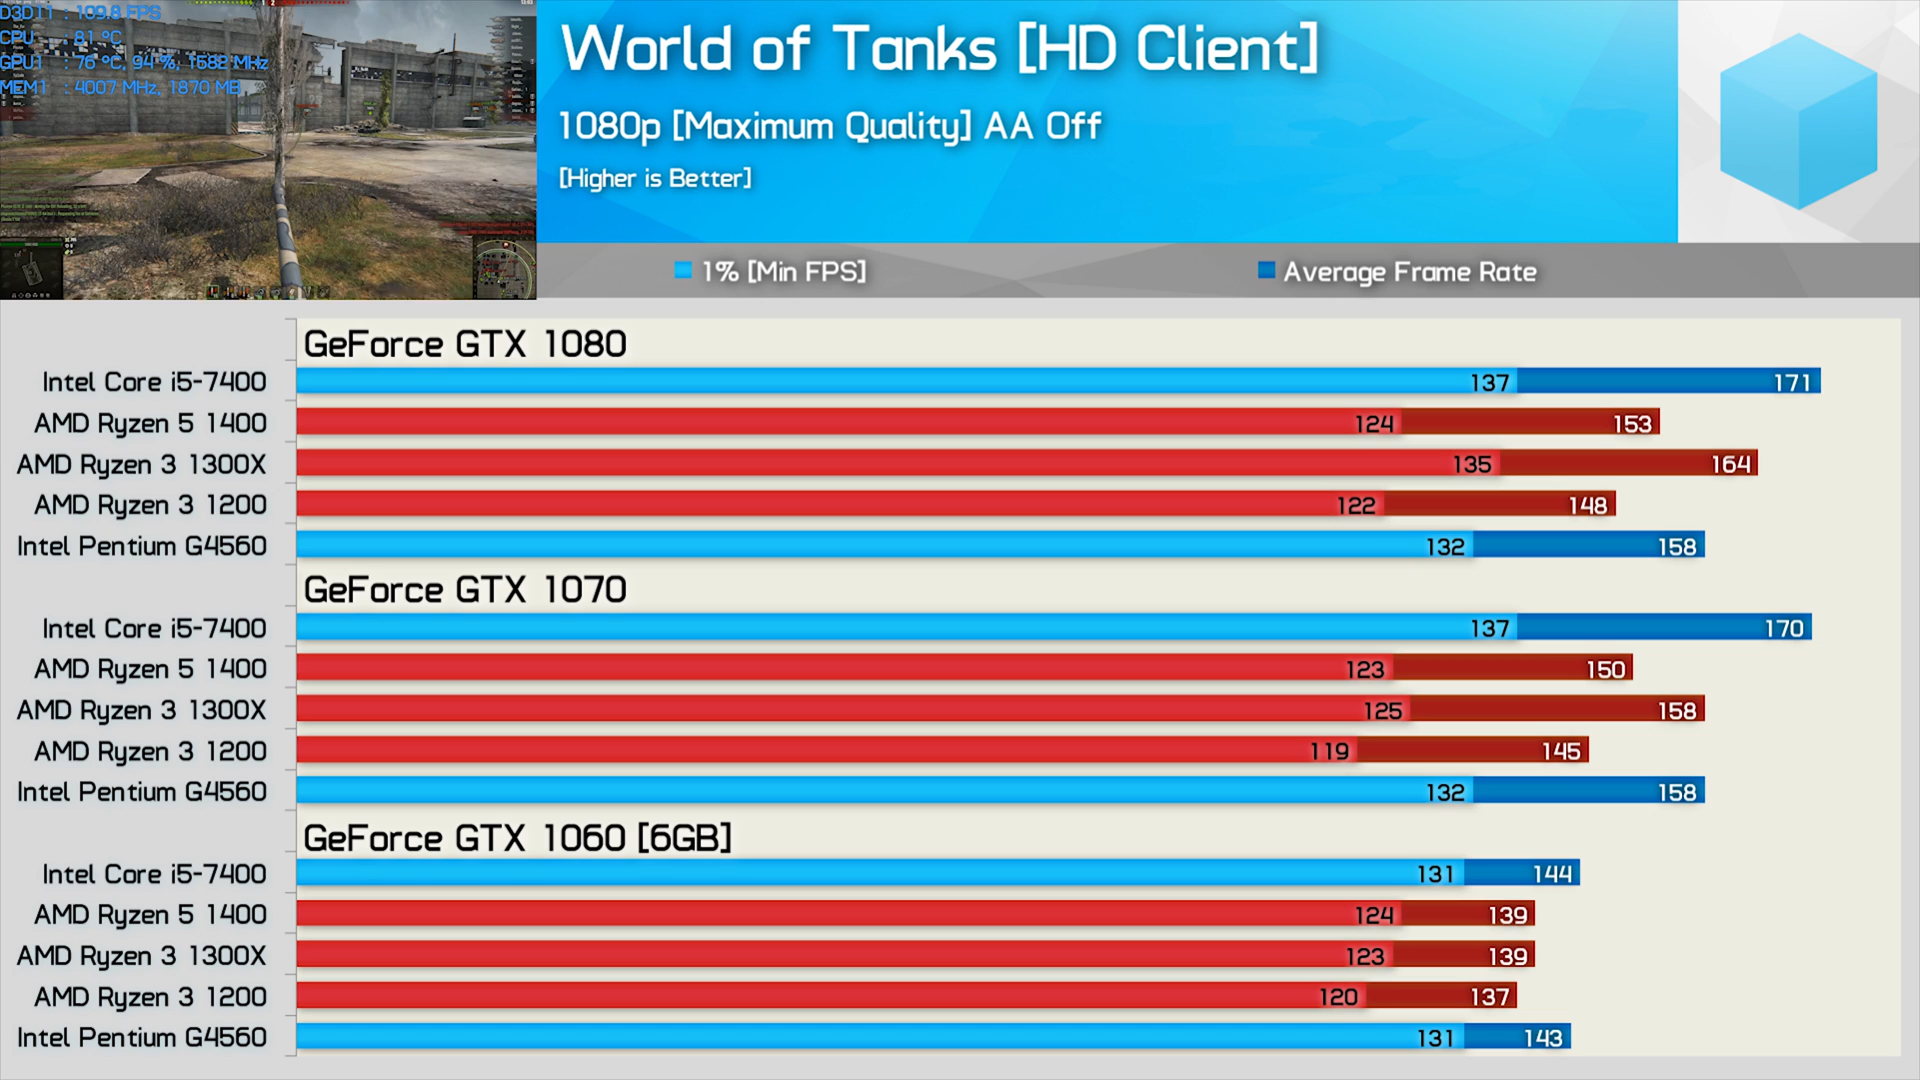 D3D11 : 109.8 FPS
CPU : 81 °C
GPU1 : 76 °C, 94 %, 1582 MHz
MEM1 : 4007 MHz, 1870 MB
World of Tanks [HD Client]
1080p [Maximum Quality] AA Off
[Higher is Better]
1% [Min FPS] Average Frame Rate
GeForce GTX 1080
Intel Core i5-7400 137 171
AMD Ryzen 5 1400 124 153
AMD Ryzen 3 1300X 135 164
AMD Ryzen 3 1200 122 148
Intel Pentium G4560 132 158
GeForce GTX 1070
Intel Core i5-7400 137 170
AMD Ryzen 5 1400 123 150
AMD Ryzen 3 1300X 125 158
AMD Ryzen 3 1200 119 145
Intel Pentium G4560 132 158
GeForce GTX 1060 [6GB]
Intel Core i5-7400 131 144
AMD Ryzen 5 1400 124 139
AMD Ryzen 3 1300X 123 139
AMD Ryzen 3 1200 120 137
Intel Pentium G4560 131 143